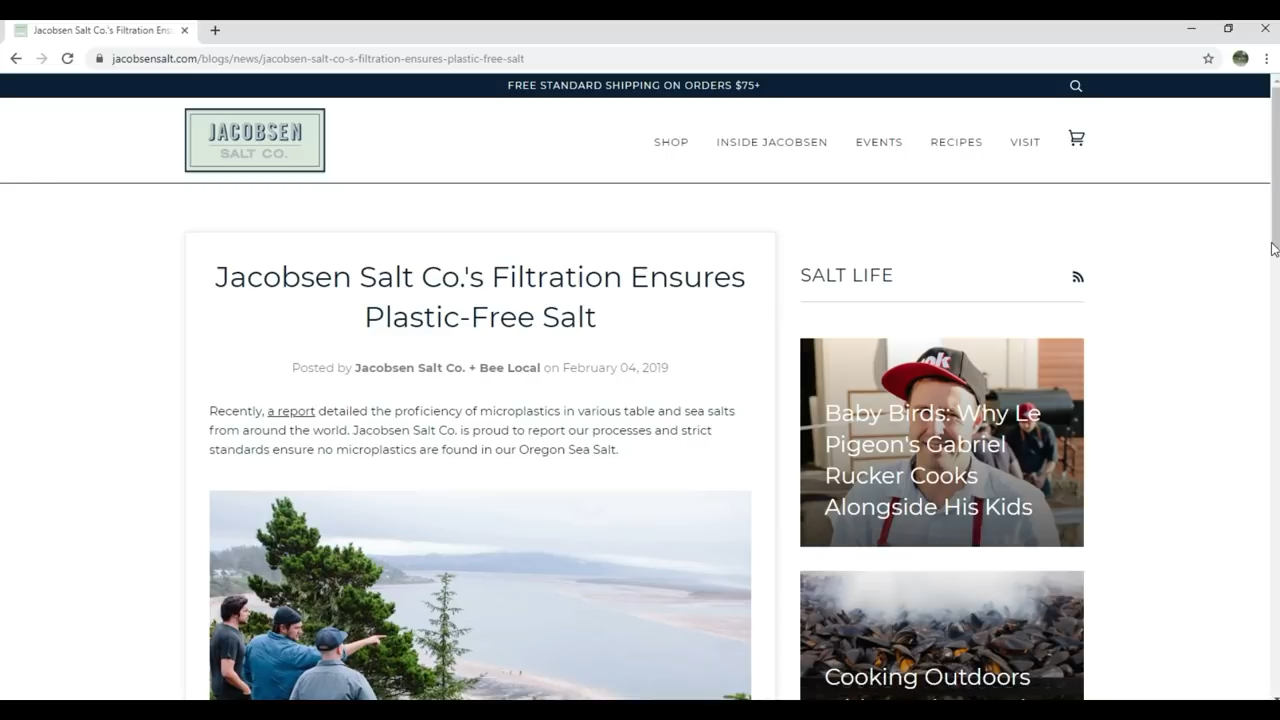 Jacobsen Salt Co.'s Filtration Ens
jacobsensalt.com/blogs/news/jacobsen-salt-co-s-filtration-ensures-plastic-free-salt
FREE STANDARD SHIPPING ON ORDERS $75+
JACOBSEN
SALT CO.
SHOP INSIDE JACOBSEN EVENTS RECIPES VISIT
Jacobsen Salt Co.'s Filtration Ensures
Plastic-Free Salt
Posted by Jacobsen Salt Co. + Bee Local on February 04, 2019
Recently, a report detailed the proficiency of microplastics in various table and sea salts
from around the world. Jacobsen Salt Co. is proud to report our processes and strict
standards ensure no microplastics are found in our Oregon Sea Salt.
SALT LIFE
Baby Birds: Why Le
Pigeon's Gabriel
Rucker Cooks
Alongside His Kids
Cooking Outdoors